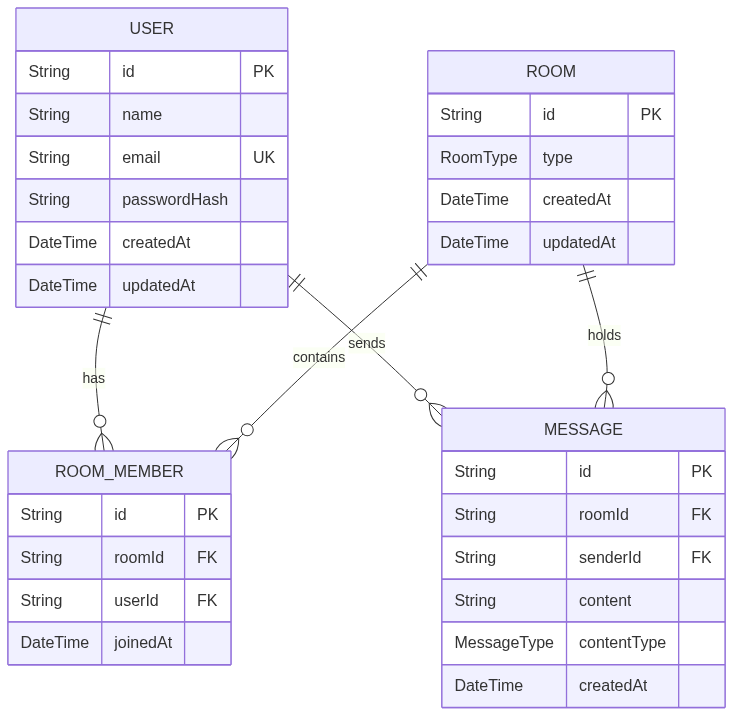 USER
String id PK
String name
String email UK
String passwordHash
DateTime createdAt
DateTime updatedAt
ROOM
String id PK
RoomType type
DateTime createdAt
DateTime updatedAt
has
contains
sends
holds
ROOM_MEMBER
String id PK
String roomId FK
String userId FK
DateTime joinedAt
MESSAGE
String id PK
String roomId FK
String senderId FK
String content
MessageType contentType
DateTime createdAt